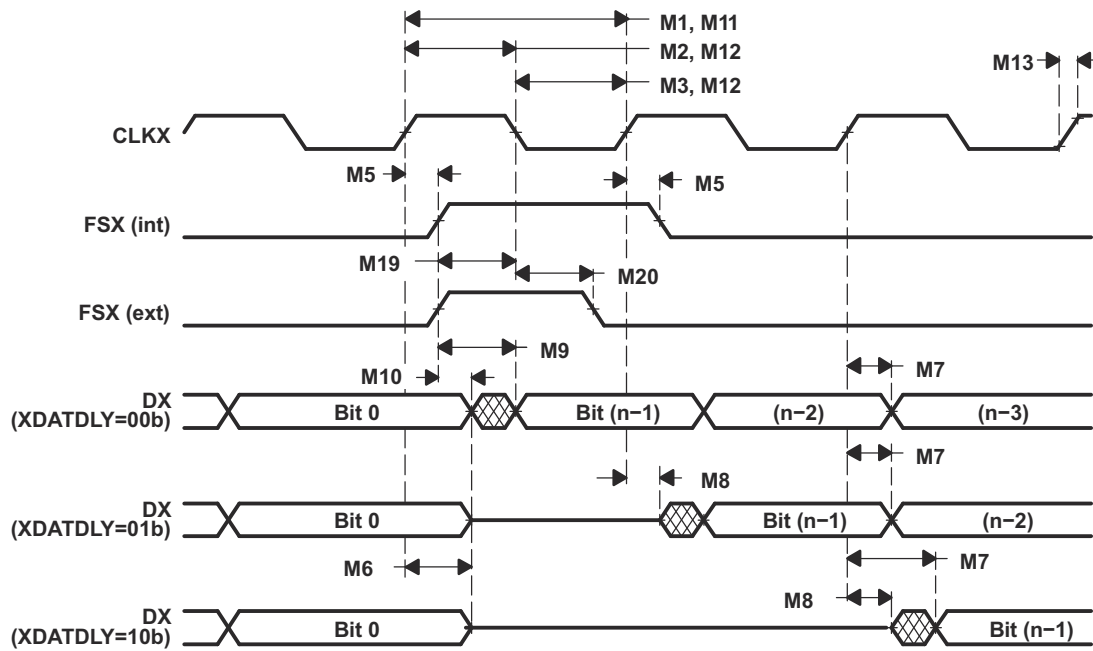 M1, M11
M2, M12
M13
M3, M12
CLKX
M5
M5
FSX (int)
M19
M20
FSX (ext)
M9
M10
M7
DX
(XDATDLY=00b)
Bit 0
Bit (n−1)
(n−2)
(n−3)
M7
M8
DX
(XDATDLY=01b)
Bit 0
Bit (n−1)
(n−2)
M6
M7
M8
DX
(XDATDLY=10b)
Bit 0
Bit (n−1)